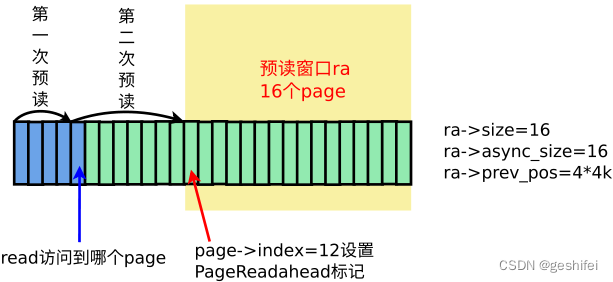 第一次预读
第二次预读
预读窗口ra
16个page
ra->size=16
ra->async_size=16
ra->prev_pos=4*4k
read访问到哪个page
page->index=12设置
PageReadahead标记
CSDN @geshifei